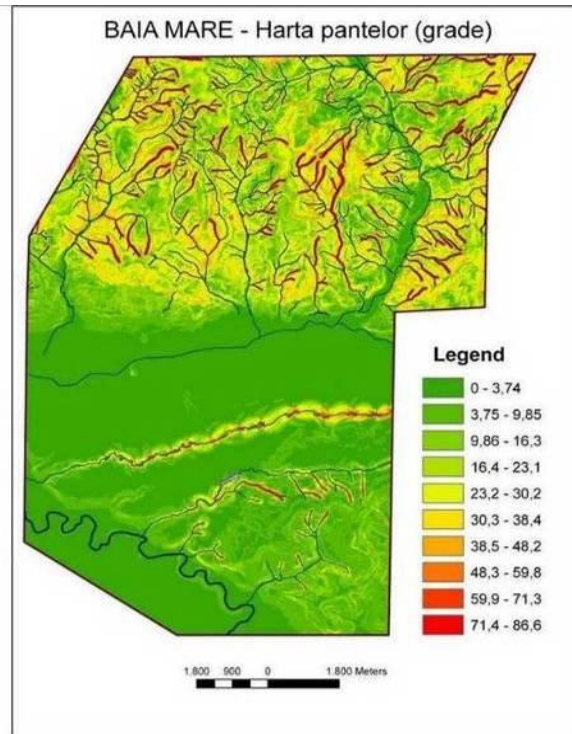 BAIA MARE - Harta pantelor (grade)
Legend
0 - 3,74
3,75 - 9,85
9,86 - 16,3
16,4 - 23,1
23,2 - 30,2
30,3 - 38,4
38,5 - 48,2
48,3 - 59,8
59,9 - 71,3
71,4 - 86,6
1.800 900 0 1.800 Meters